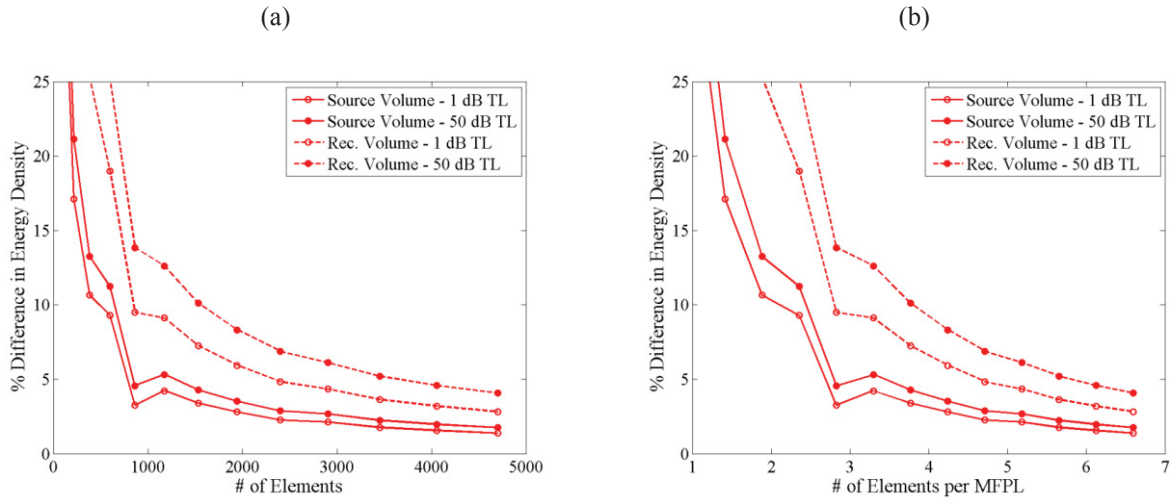 (a)
(b)
25
20
15
10
5
0
% Difference in Energy Density
0 1000 2000 3000 4000 5000
# of Elements
Source Volume - 1 dB TL
Source Volume - 50 dB TL
Rec. Volume - 1 dB TL
Rec. Volume - 50 dB TL
25
20
15
10
5
0
% Difference in Energy Density
1 2 3 4 5 6 7
# of Elements per MFPL
Source Volume - 1 dB TL
Source Volume - 50 dB TL
Rec. Volume - 1 dB TL
Rec. Volume - 50 dB TL